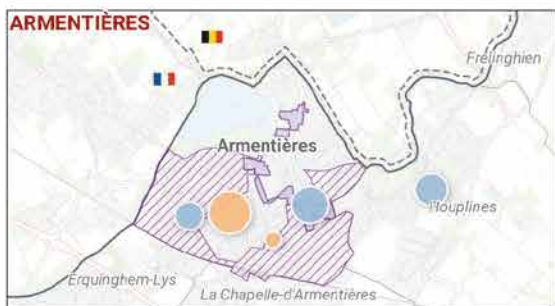 ARMENTIÈRES
Frelinghien
Armentières
Houplines
Erquinghem-Lys
La Chapelle-d'Armentières